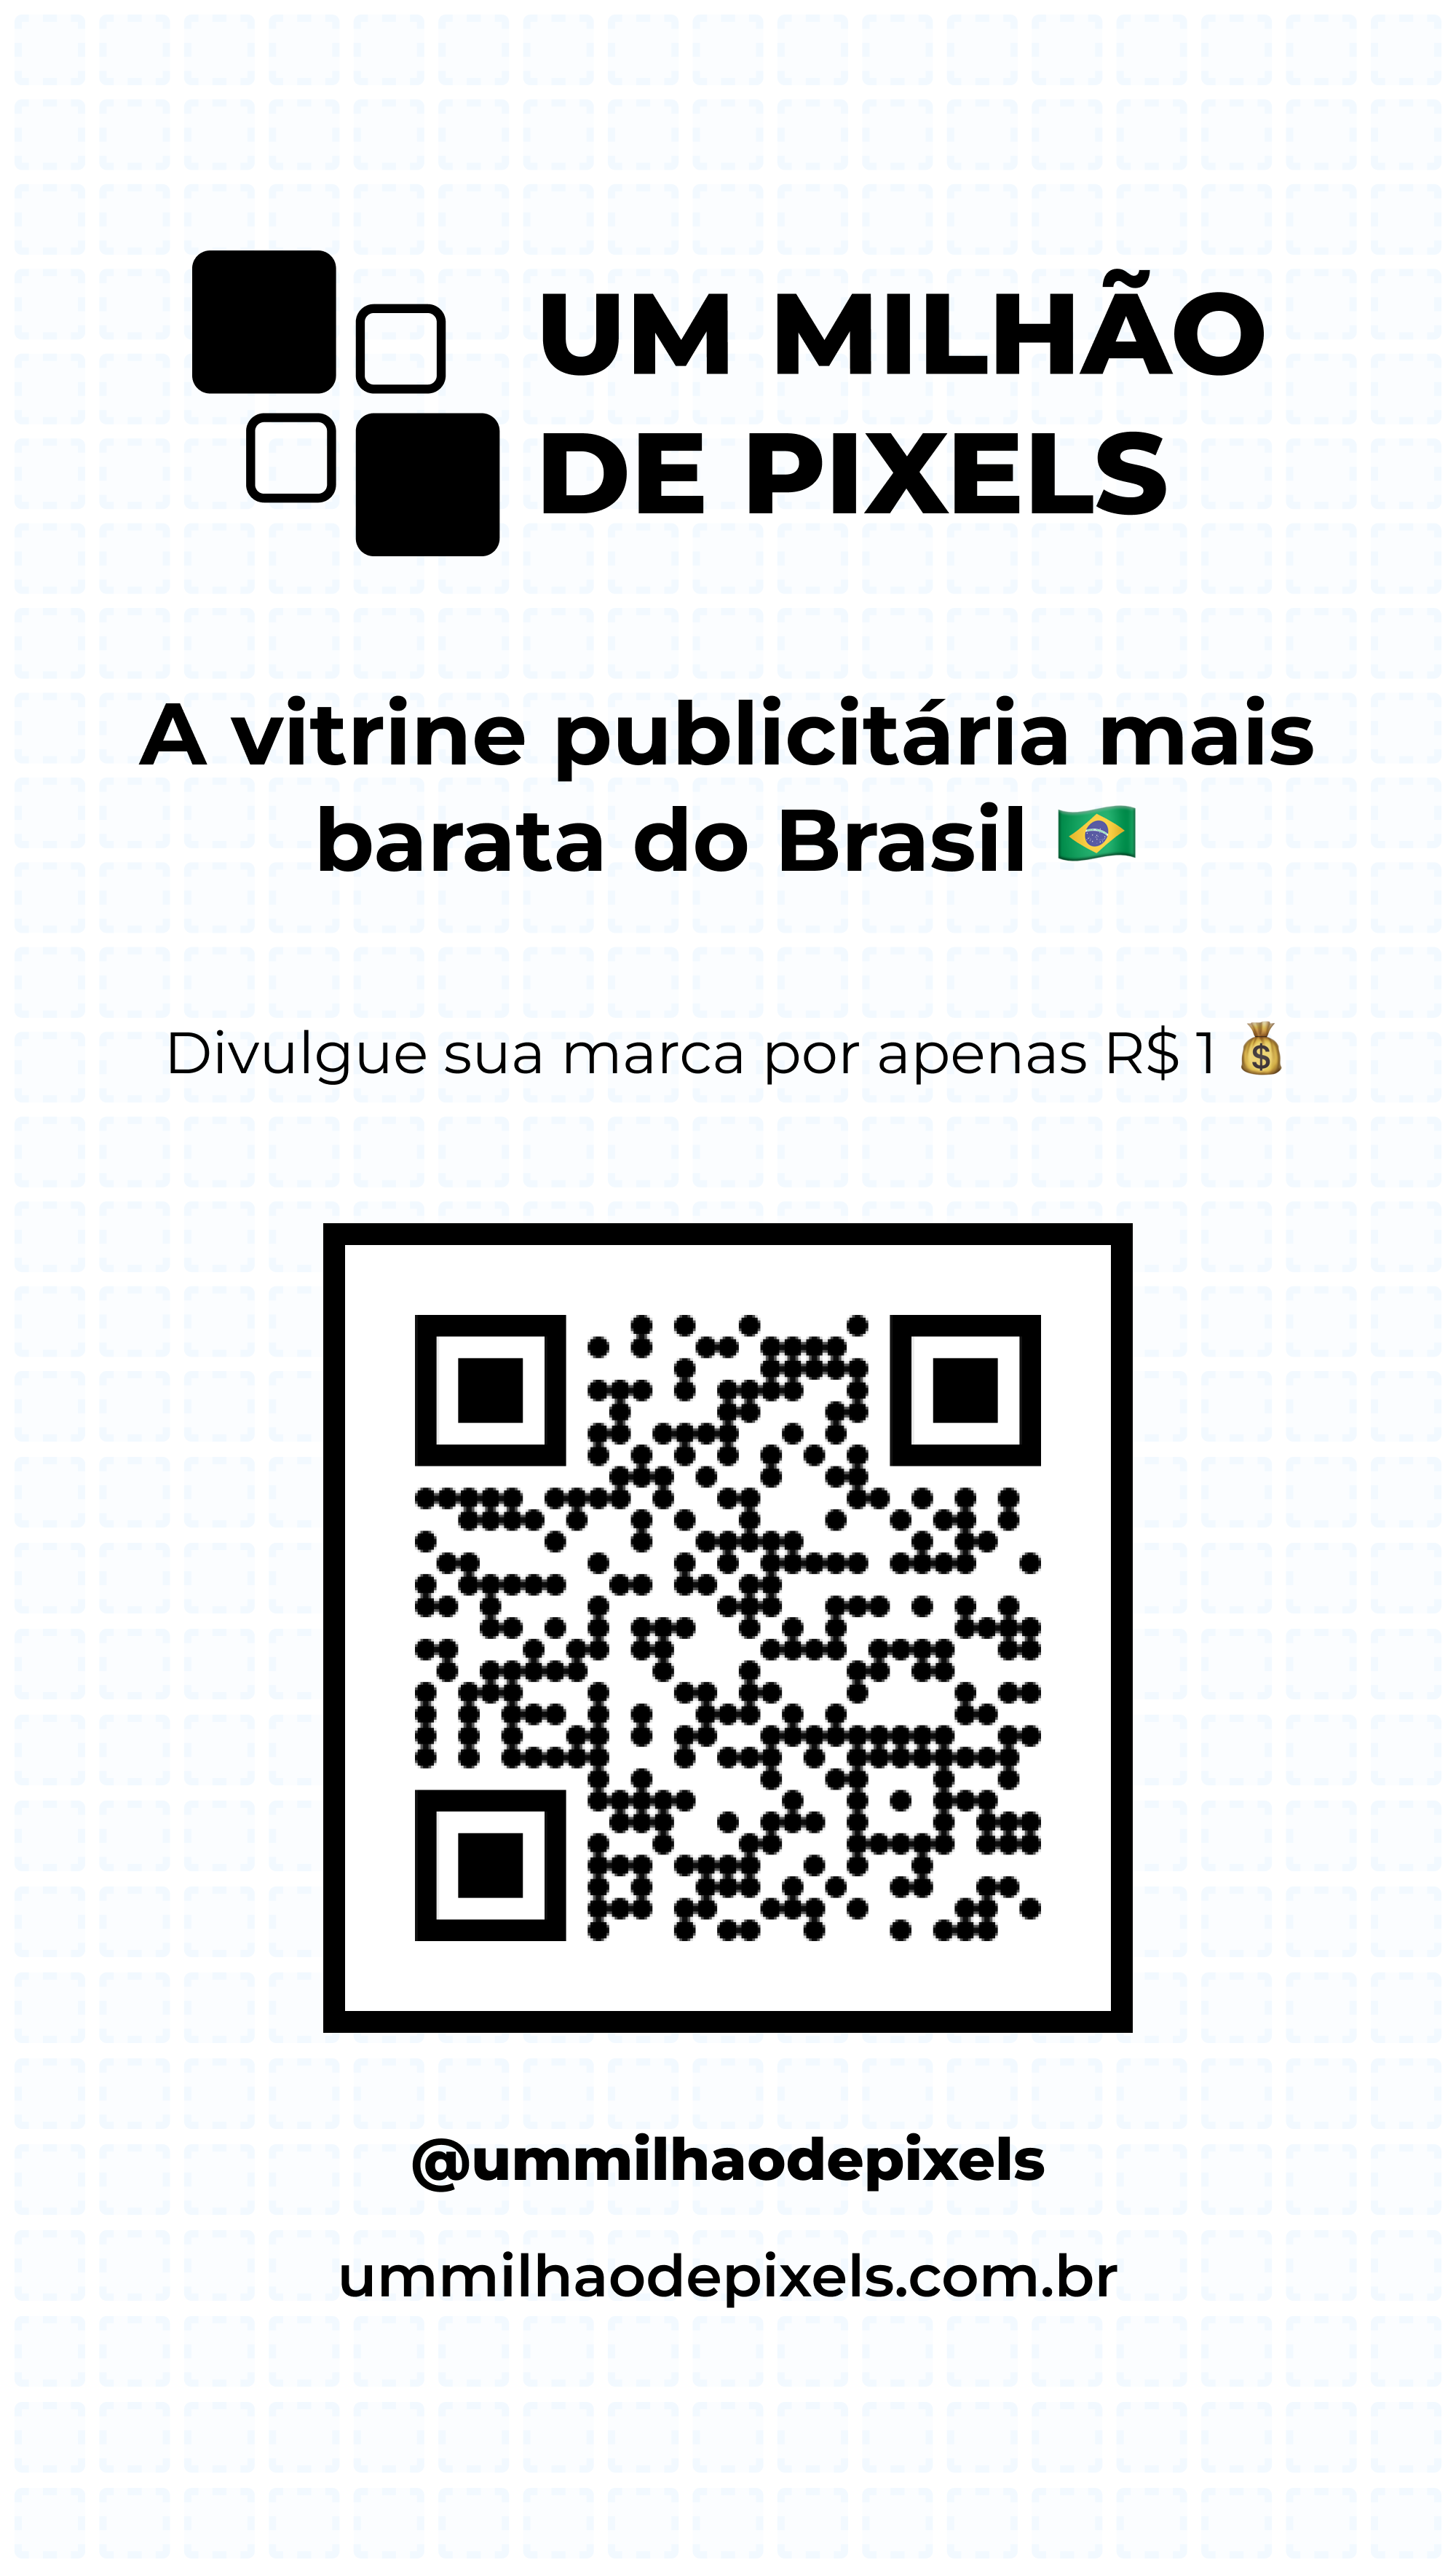 UM MILHÃO
DE PIXELS
A vitrine publicitária mais
barata do Brasil 🇧🇷
Divulgue sua marca por apenas R$ 1 💰
@ummilhaodepixels
ummilhaodepixels.com.br